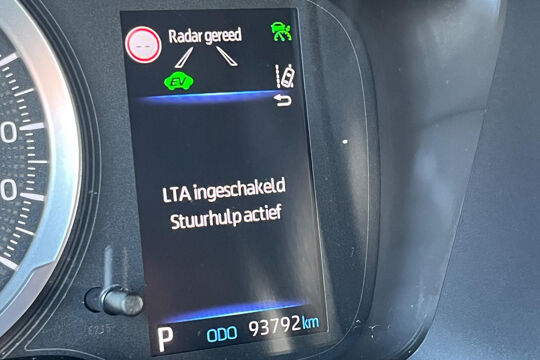 Radar gereed
EV
LTA ingeschakeld
Stuurhulp actief
P ODO 93792 km